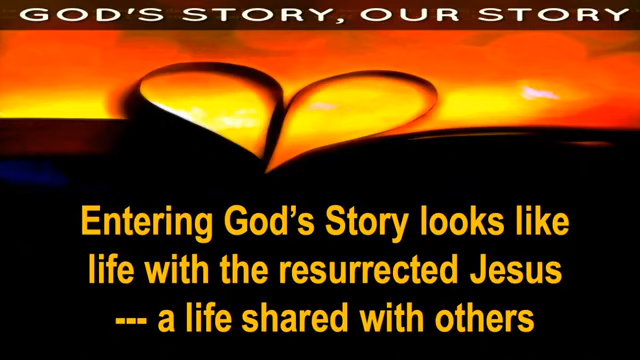 GOD'S STORY, OUR STORY
Entering God's Story looks like
life with the resurrected Jesus
--- a life shared with others